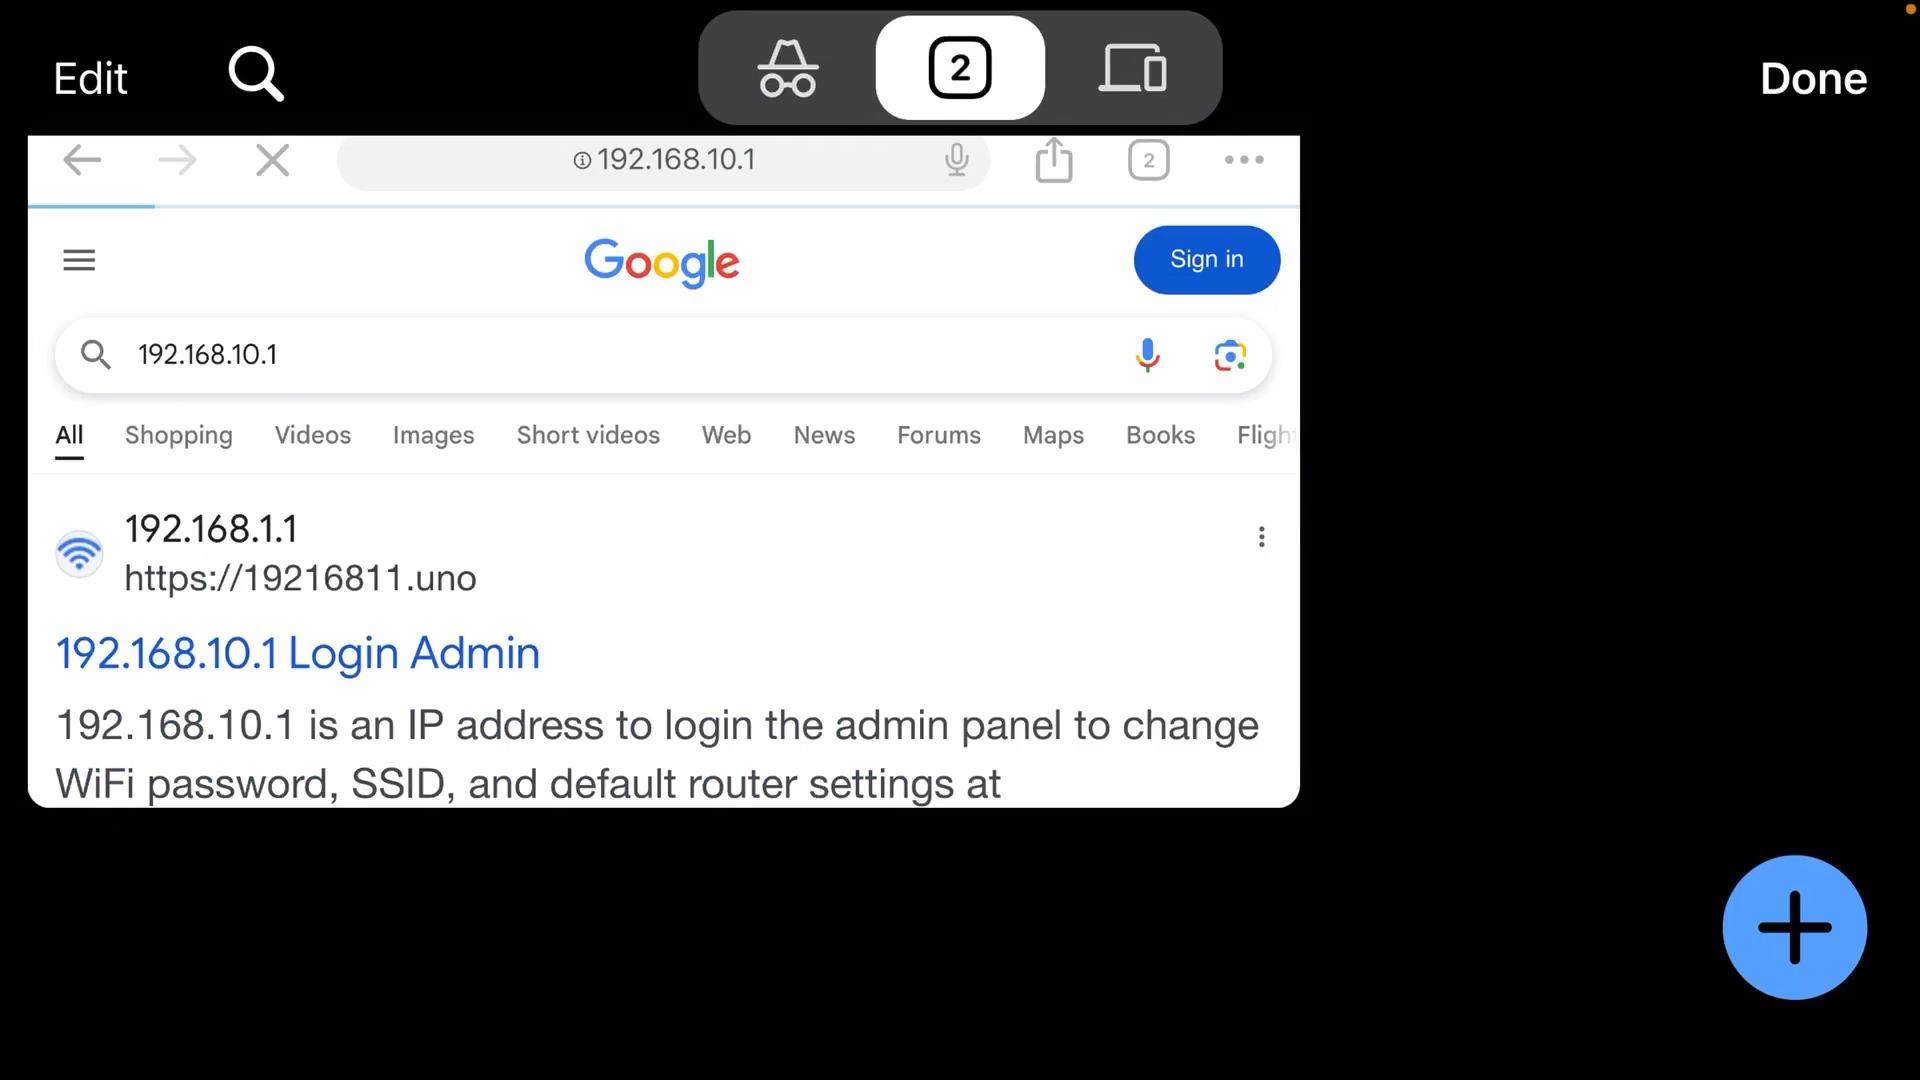 Edit
2
Done
192.168.10.1
2
Google
Sign in
192.168.10.1
All Shopping Videos Images Short videos Web News Forums Maps Books Fligh
192.168.1.1
https://19216811.uno
192.168.10.1 Login Admin
192.168.10.1 is an IP address to login the admin panel to change
WiFi password, SSID, and default router settings at